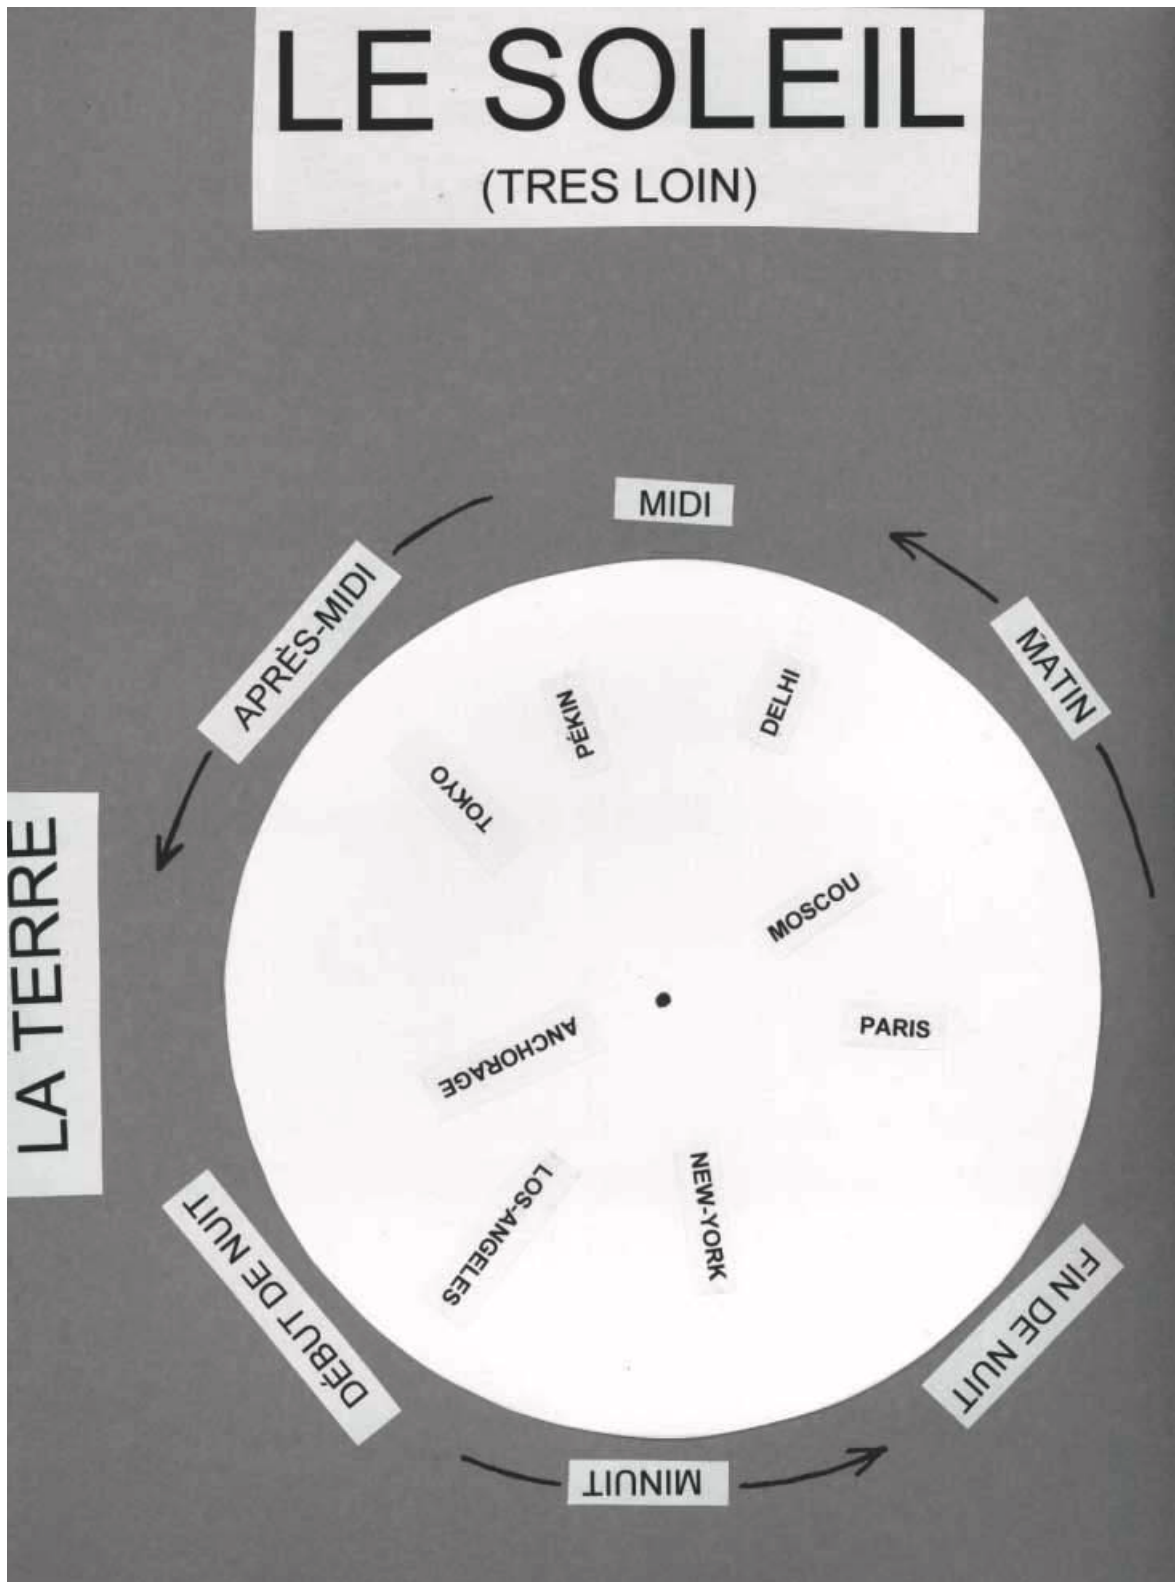 LE SOLEIL
(TRES LOIN)
MIDI
APRÈS-MIDI
MATIN
PÉKIN
DELHI
TOKYO
MOSCOU
LA TERRE
PARIS
ANCHORAGE
LOS-ANGELES
NEW-YORK
DÉBUT DE NUIT
FIN DE NUIT
MINUIT